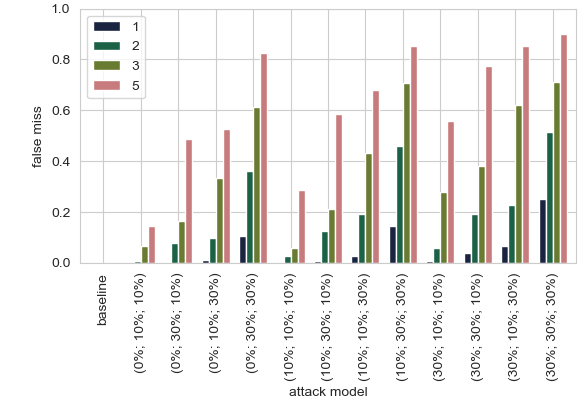 1.0
0.8
0.6
0.4
0.2
0.0
false miss
1
2
3
5
baseline
(0%; 10%; 10%)
(0%; 30%; 10%)
(0%; 10%; 30%)
(0%; 30%; 30%)
(10%; 10%; 10%)
(10%; 30%; 10%)
(10%; 10%; 30%)
(10%; 30%; 30%)
(30%; 10%; 10%)
(30%; 30%; 10%)
(30%; 10%; 30%)
(30%; 30%; 30%)
attack model